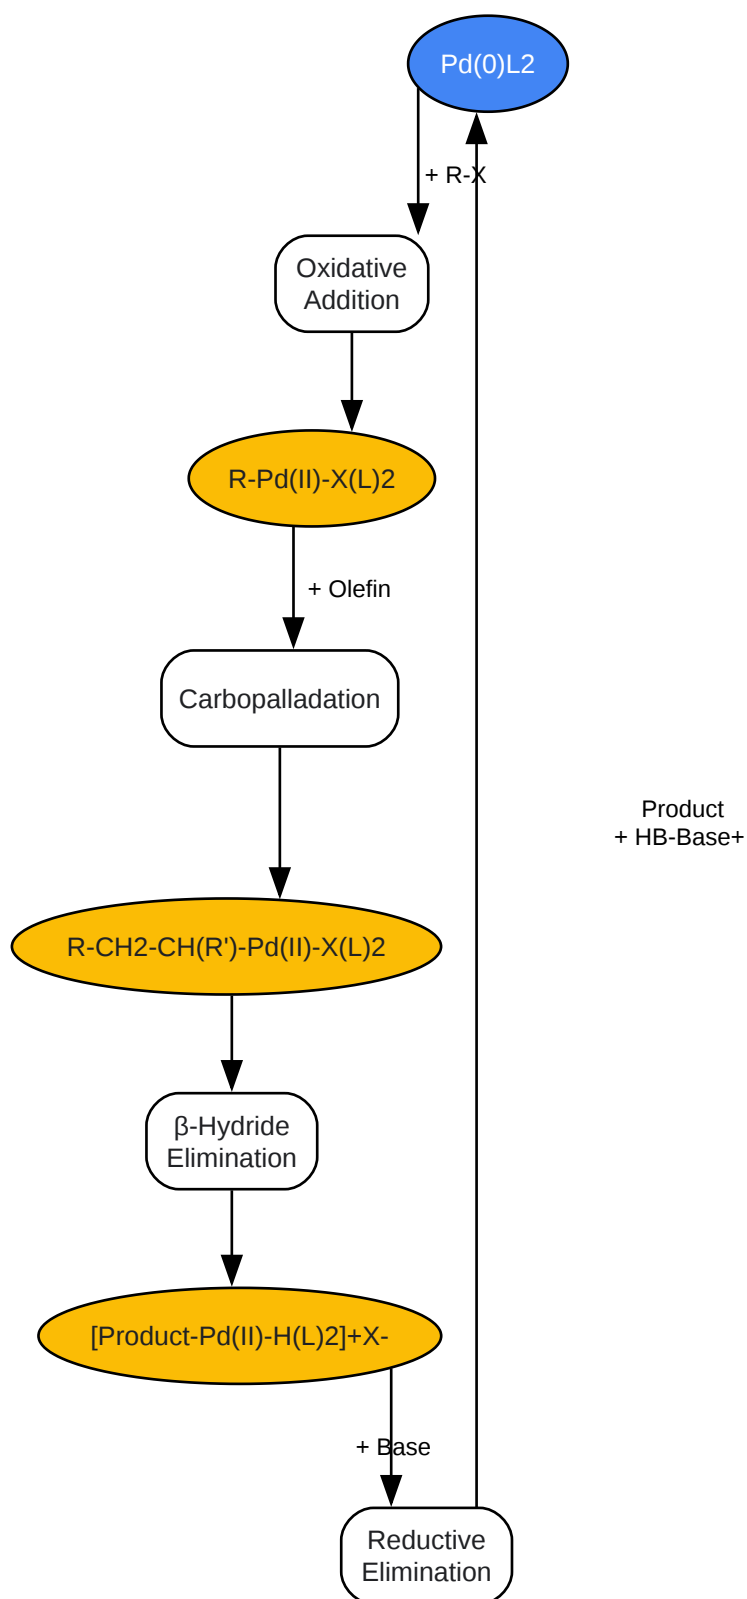 Pd(0)L2
+ R-X
Oxidative
Addition
R-Pd(II)-X(L)2
+ Olefin
Carbopalladation
Product
+ HB-Base+
R-CH2-CH(R')-Pd(II)-X(L)2
β-Hydride
Elimination
[Product-Pd(II)-H(L)2]+X-
+ Base
Reductive
Elimination